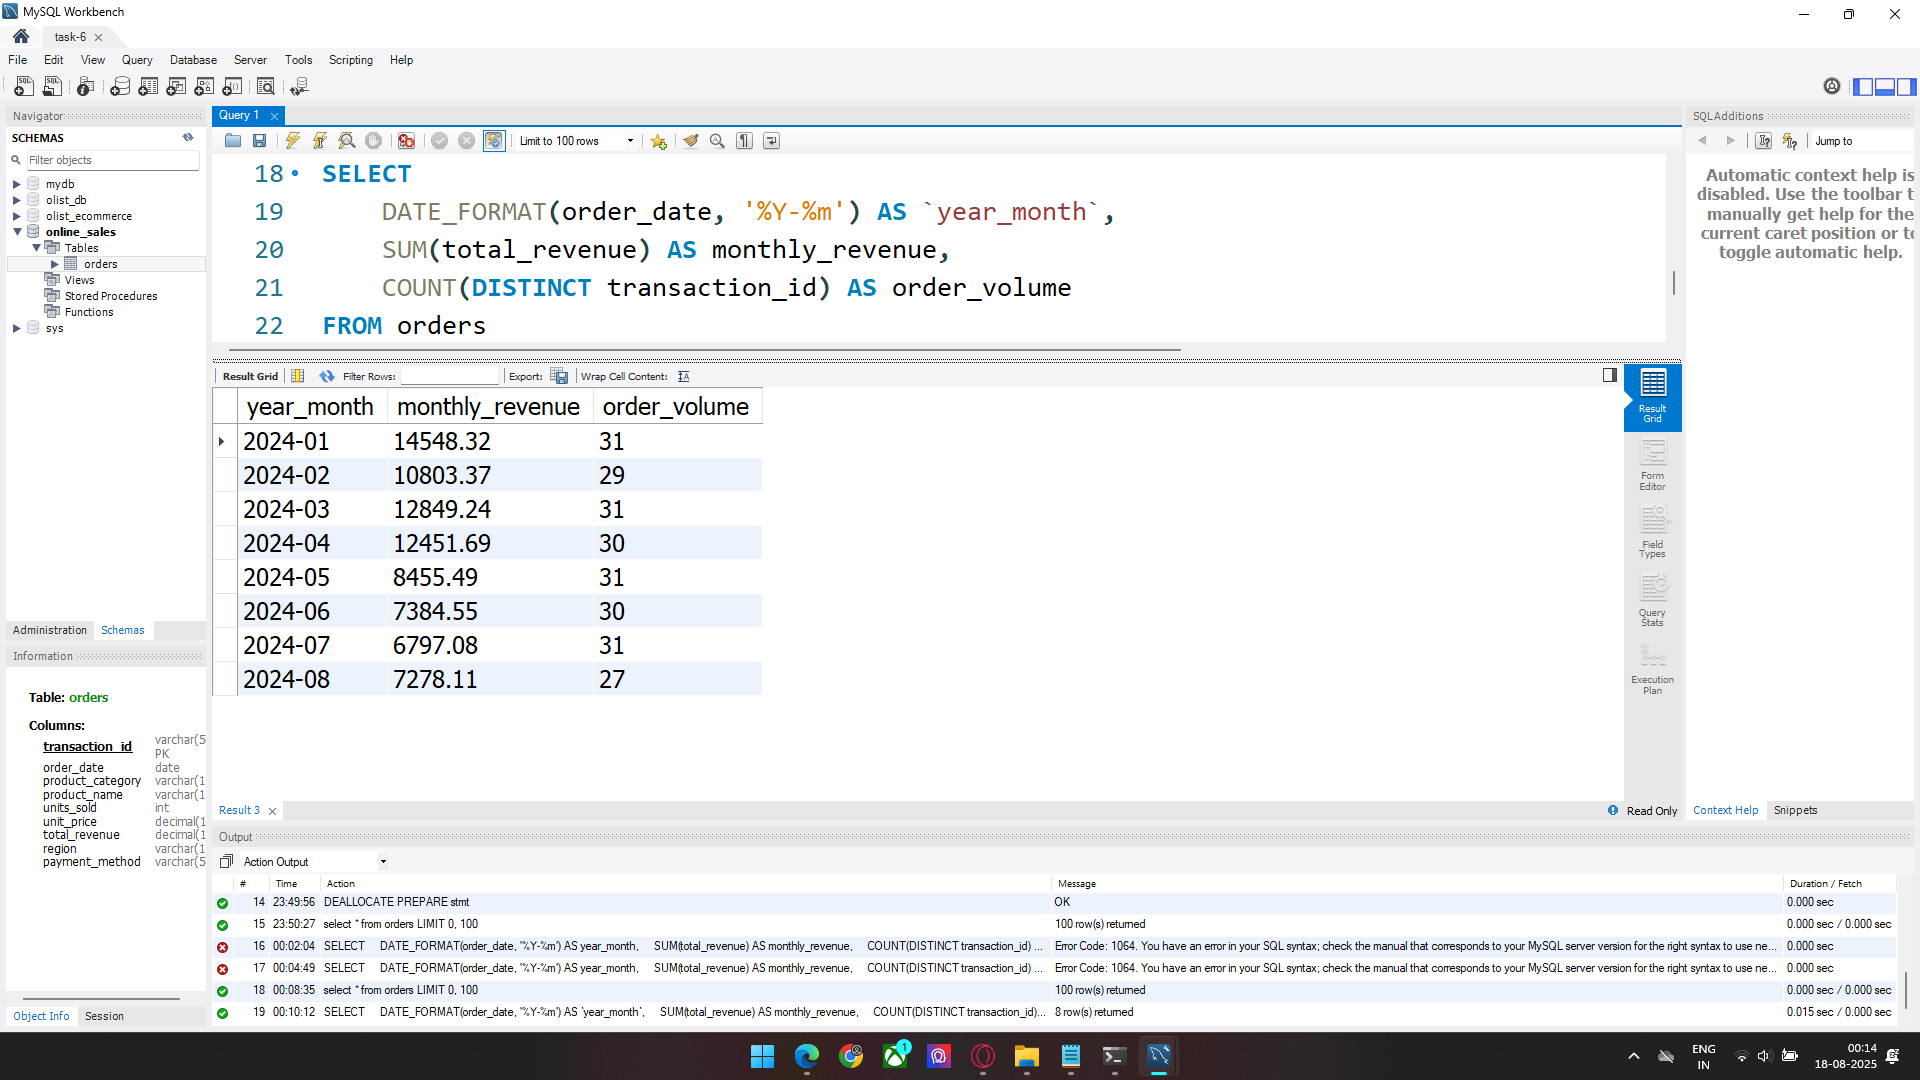 MySQL Workbench
task-6
File Edit View Query Database Server Tools Scripting Help
Navigator
SCHEMAS
Filter objects
mydb
olist_db
olist_ecommerce
online_sales
Tables
orders
Views
Stored Procedures
Functions
sys
Administration Schemas
Information
Table: orders
Columns:
transaction_id varchar(5
PK
order_date date
product_category varchar(1
product_name varchar(1
units_sold int
unit_price decimal(1
total_revenue decimal(1
region varchar(1
payment_method varchar(5
Object Info Session
Query 1
Limit to 100 rows
18 SELECT
19 DATE_FORMAT(order_date, '%Y-%m') AS `year_month`,
20 SUM(total_revenue) AS monthly_revenue,
21 COUNT(DISTINCT transaction_id) AS order_volume
22 FROM orders
Result Grid Filter Rows: Export: Wrap Cell Content:
year_month monthly_revenue order_volume
2024-01 14548.32 31
2024-02 10803.37 29
2024-03 12849.24 31
2024-04 12451.69 30
2024-05 8455.49 31
2024-06 7384.55 30
2024-07 6797.08 31
2024-08 7278.11 27
Result
Grid
Form
Editor
Field
Types
Query
Stats
Execution
Plan
Result 3
Read Only
SQLAdditions
Jump to
Automatic context help is
disabled. Use the toolbar t
manually get help for the
current caret position or to
toggle automatic help.
Context Help Snippets
Output
Action Output
# Time Action Message Duration / Fetch
14 23:49:56 DEALLOCATE PREPARE stmt OK 0.000 sec
15 23:50:27 select * from orders LIMIT 0, 100 100 row(s) returned 0.000 sec / 0.000 sec
16 00:02:04 SELECT DATE_FORMAT(order_date, '%Y-%m') AS year_month, SUM(total_revenue) AS monthly_revenue, COUNT(DISTINCT transaction_id) ... Error Code: 1064. You have an error in your SQL syntax; check the manual that corresponds to your MySQL server version for the right syntax to use ne... 0.000 sec
17 00:04:49 SELECT DATE_FORMAT(order_date, '%Y-%m') AS year_month, SUM(total_revenue) AS monthly_revenue, COUNT(DISTINCT transaction_id) ... Error Code: 1064. You have an error in your SQL syntax; check the manual that corresponds to your MySQL server version for the right syntax to use ne... 0.000 sec
18 00:08:35 select * from orders LIMIT 0, 100 100 row(s) returned 0.000 sec / 0.000 sec
19 00:10:12 SELECT DATE_FORMAT(order_date, '%Y-%m') AS `year_month`, SUM(total_revenue) AS monthly_revenue, COUNT(DISTINCT transaction_id)... 8 row(s) returned 0.015 sec / 0.000 sec
1
ENG
IN
00:14
18-08-2025